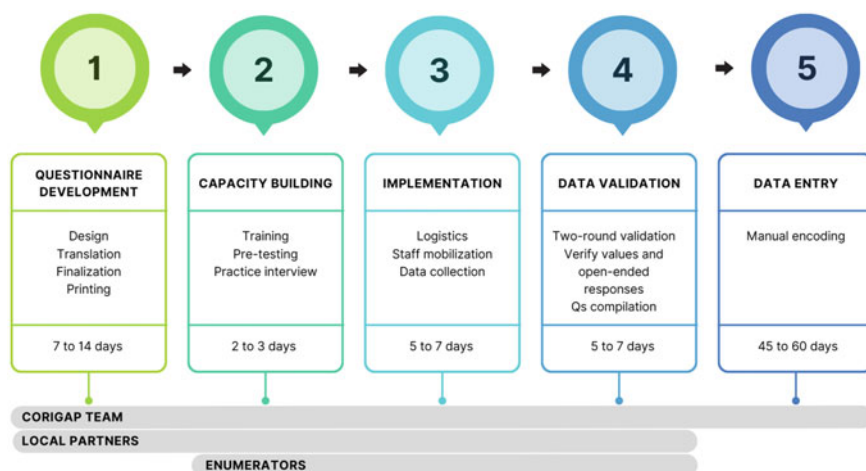 1
2
3
4
5
QUESTIONNAIRE
DEVELOPMENT
Design
Translation
Finalization
Printing
7 to 14 days
CAPACITY BUILDING
Training
Pre-testing
Practice interview
2 to 3 days
IMPLEMENTATION
Logistics
Staff mobilization
Data collection
5 to 7 days
DATA VALIDATION
Two-round validation
Verify values and
open-ended
responses
Qs compilation
5 to 7 days
DATA ENTRY
Manual encoding
45 to 60 days
CORIGAP TEAM
LOCAL PARTNERS
ENUMERATORS